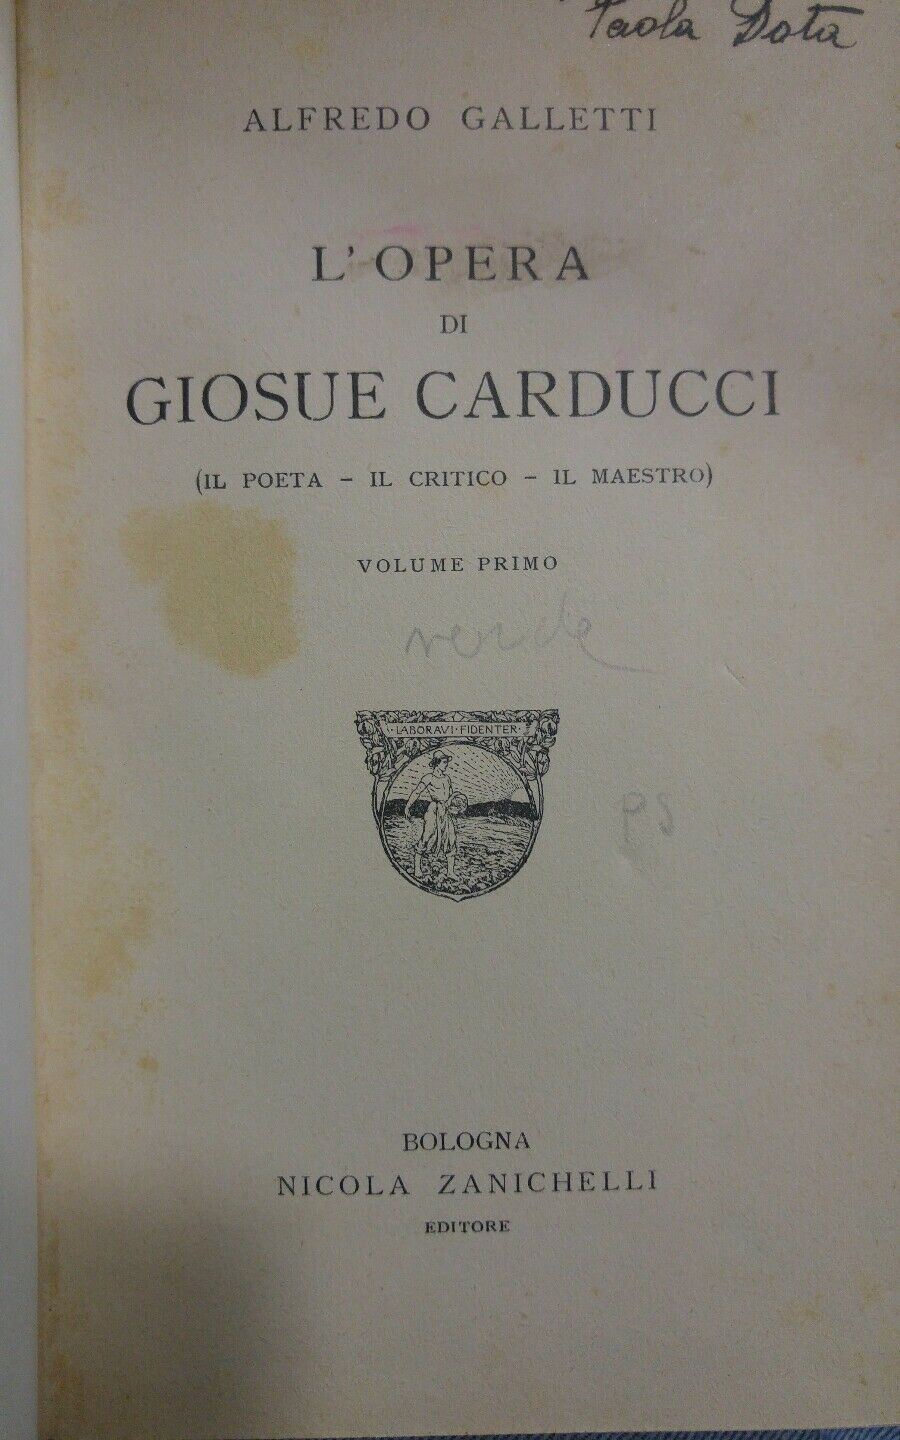 Paola Dota
ALFREDO GALLETTI
L'OPERA
DI
GIOSUE CARDUCCI
(IL POETA – IL CRITICO – IL MAESTRO)
VOLUME PRIMO
verde
·LABORAVI·FIDENTER·
BOLOGNA
NICOLA ZANICHELLI
EDITORE